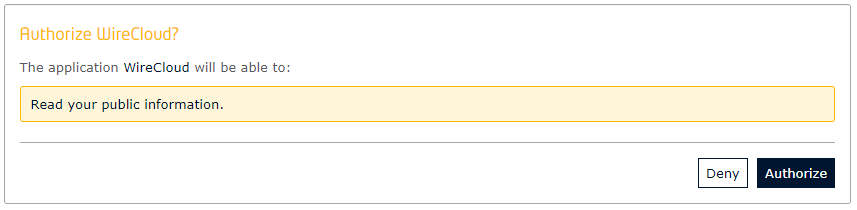 Authorize WireCloud?
The application WireCloud will be able to:
Read your public information.
Deny Authorize